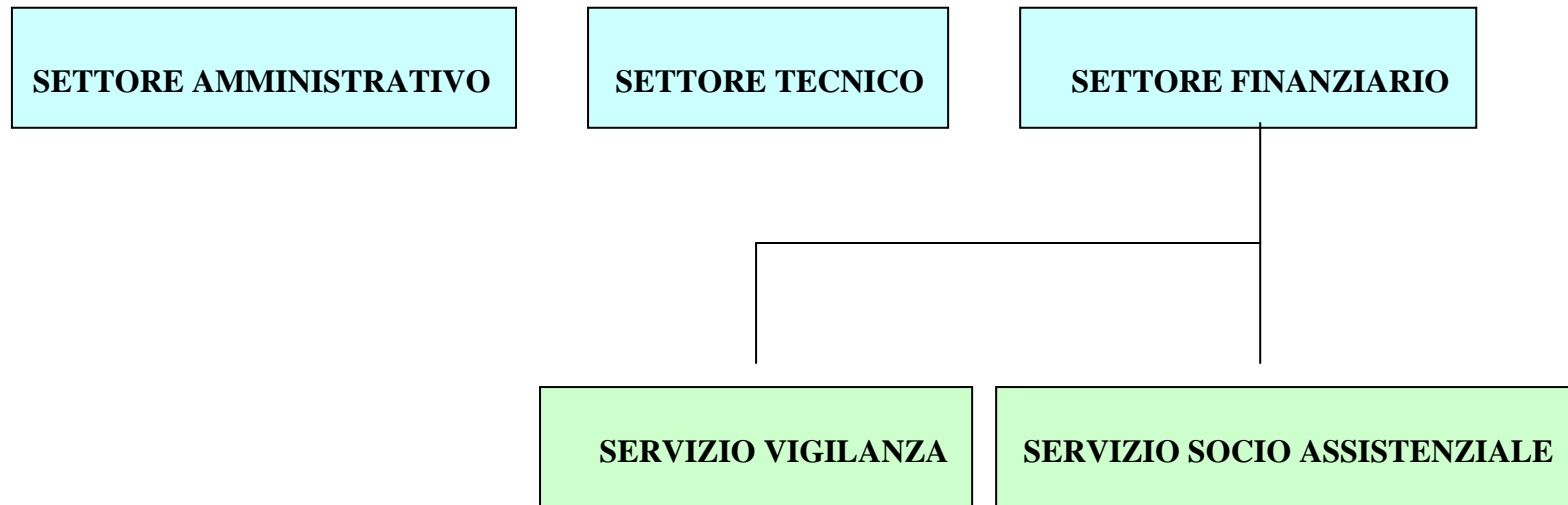 SETTORE AMMINISTRATIVO
SETTORE TECNICO
SETTORE FINANZIARIO
SERVIZIO VIGILANZA
SERVIZIO SOCIO ASSISTENZIALE